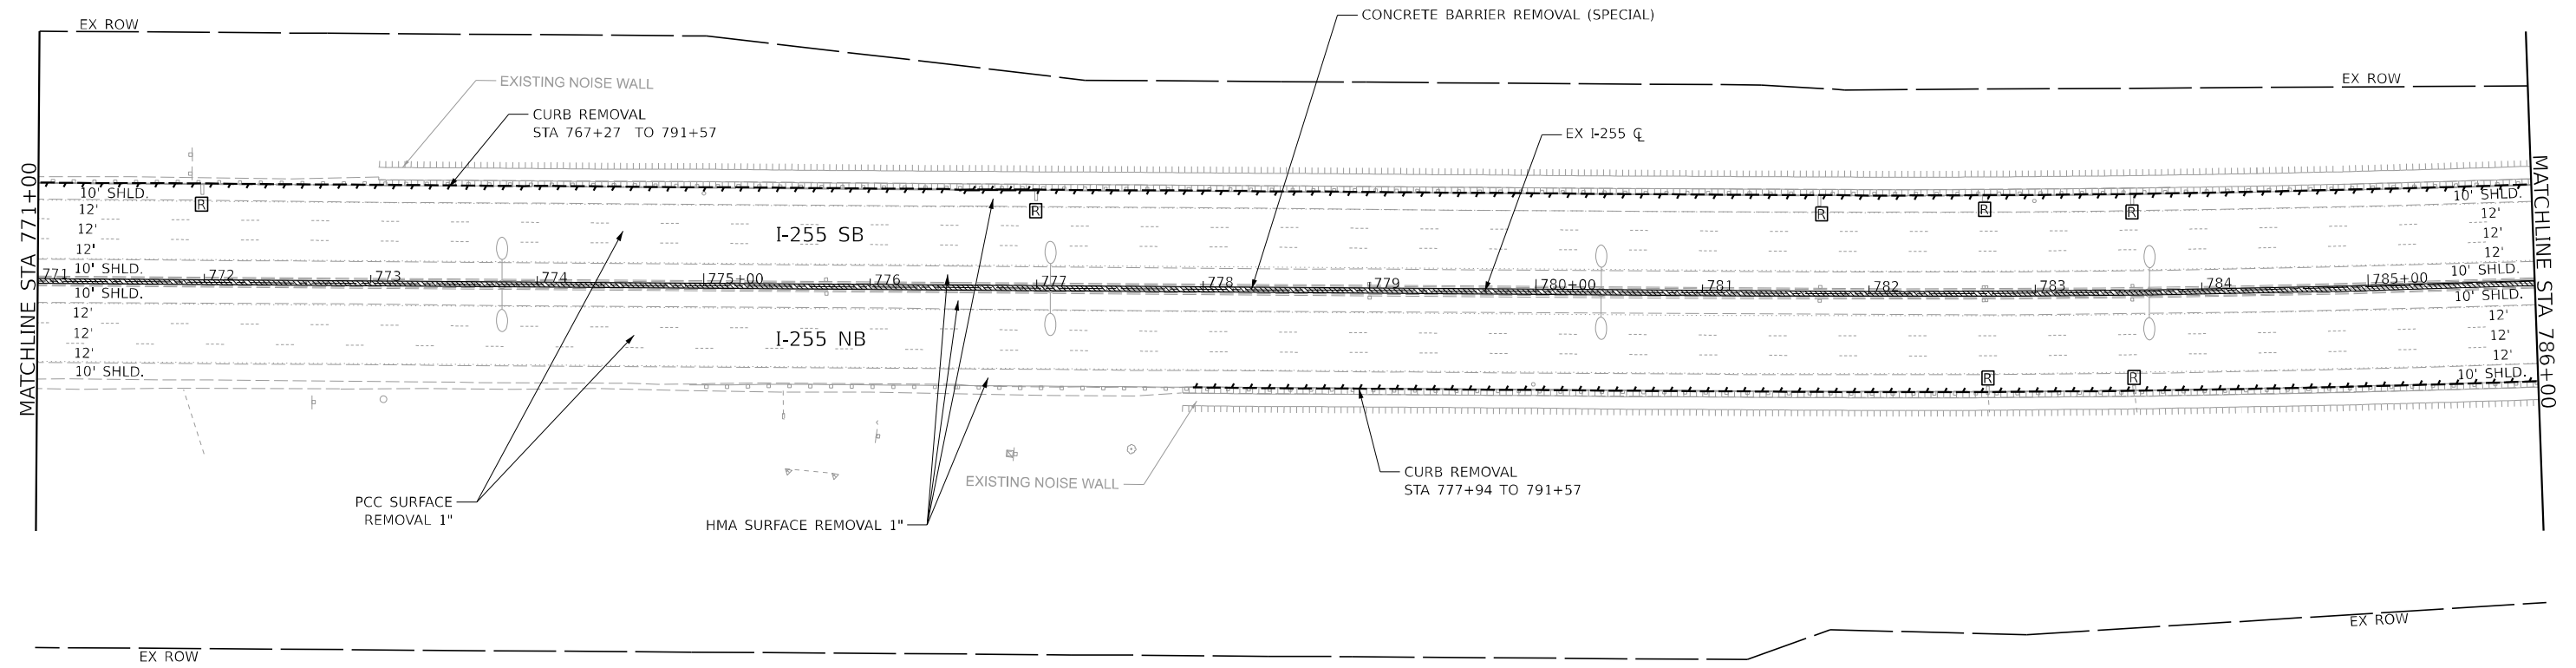 EX ROW
CONCRETE BARRIER REMOVAL (SPECIAL)
EXISTING NOISE WALL
EX ROW
CURB REMOVAL
STA 767+27 TO 791+57
EX I-255 ℄
MATCHLINE STA 771+00
10' SHLD.
12'
12'
12'
10' SHLD.
R
R
R
R
R
I-255 SB
10' SHLD.
12'
12'
12'
10' SHLD.
MATCHLINE STA 786+00
771
772
773
774
775+00
776
777
778
779
780+00
781
782
783
784
785+00
10' SHLD.
12'
12'
12'
10' SHLD.
I-255 NB
R
R
10' SHLD.
12'
12'
12'
10' SHLD.
EXISTING NOISE WALL
CURB REMOVAL
STA 777+94 TO 791+57
PCC SURFACE
REMOVAL 1"
HMA SURFACE REMOVAL 1"
EX ROW
EX ROW